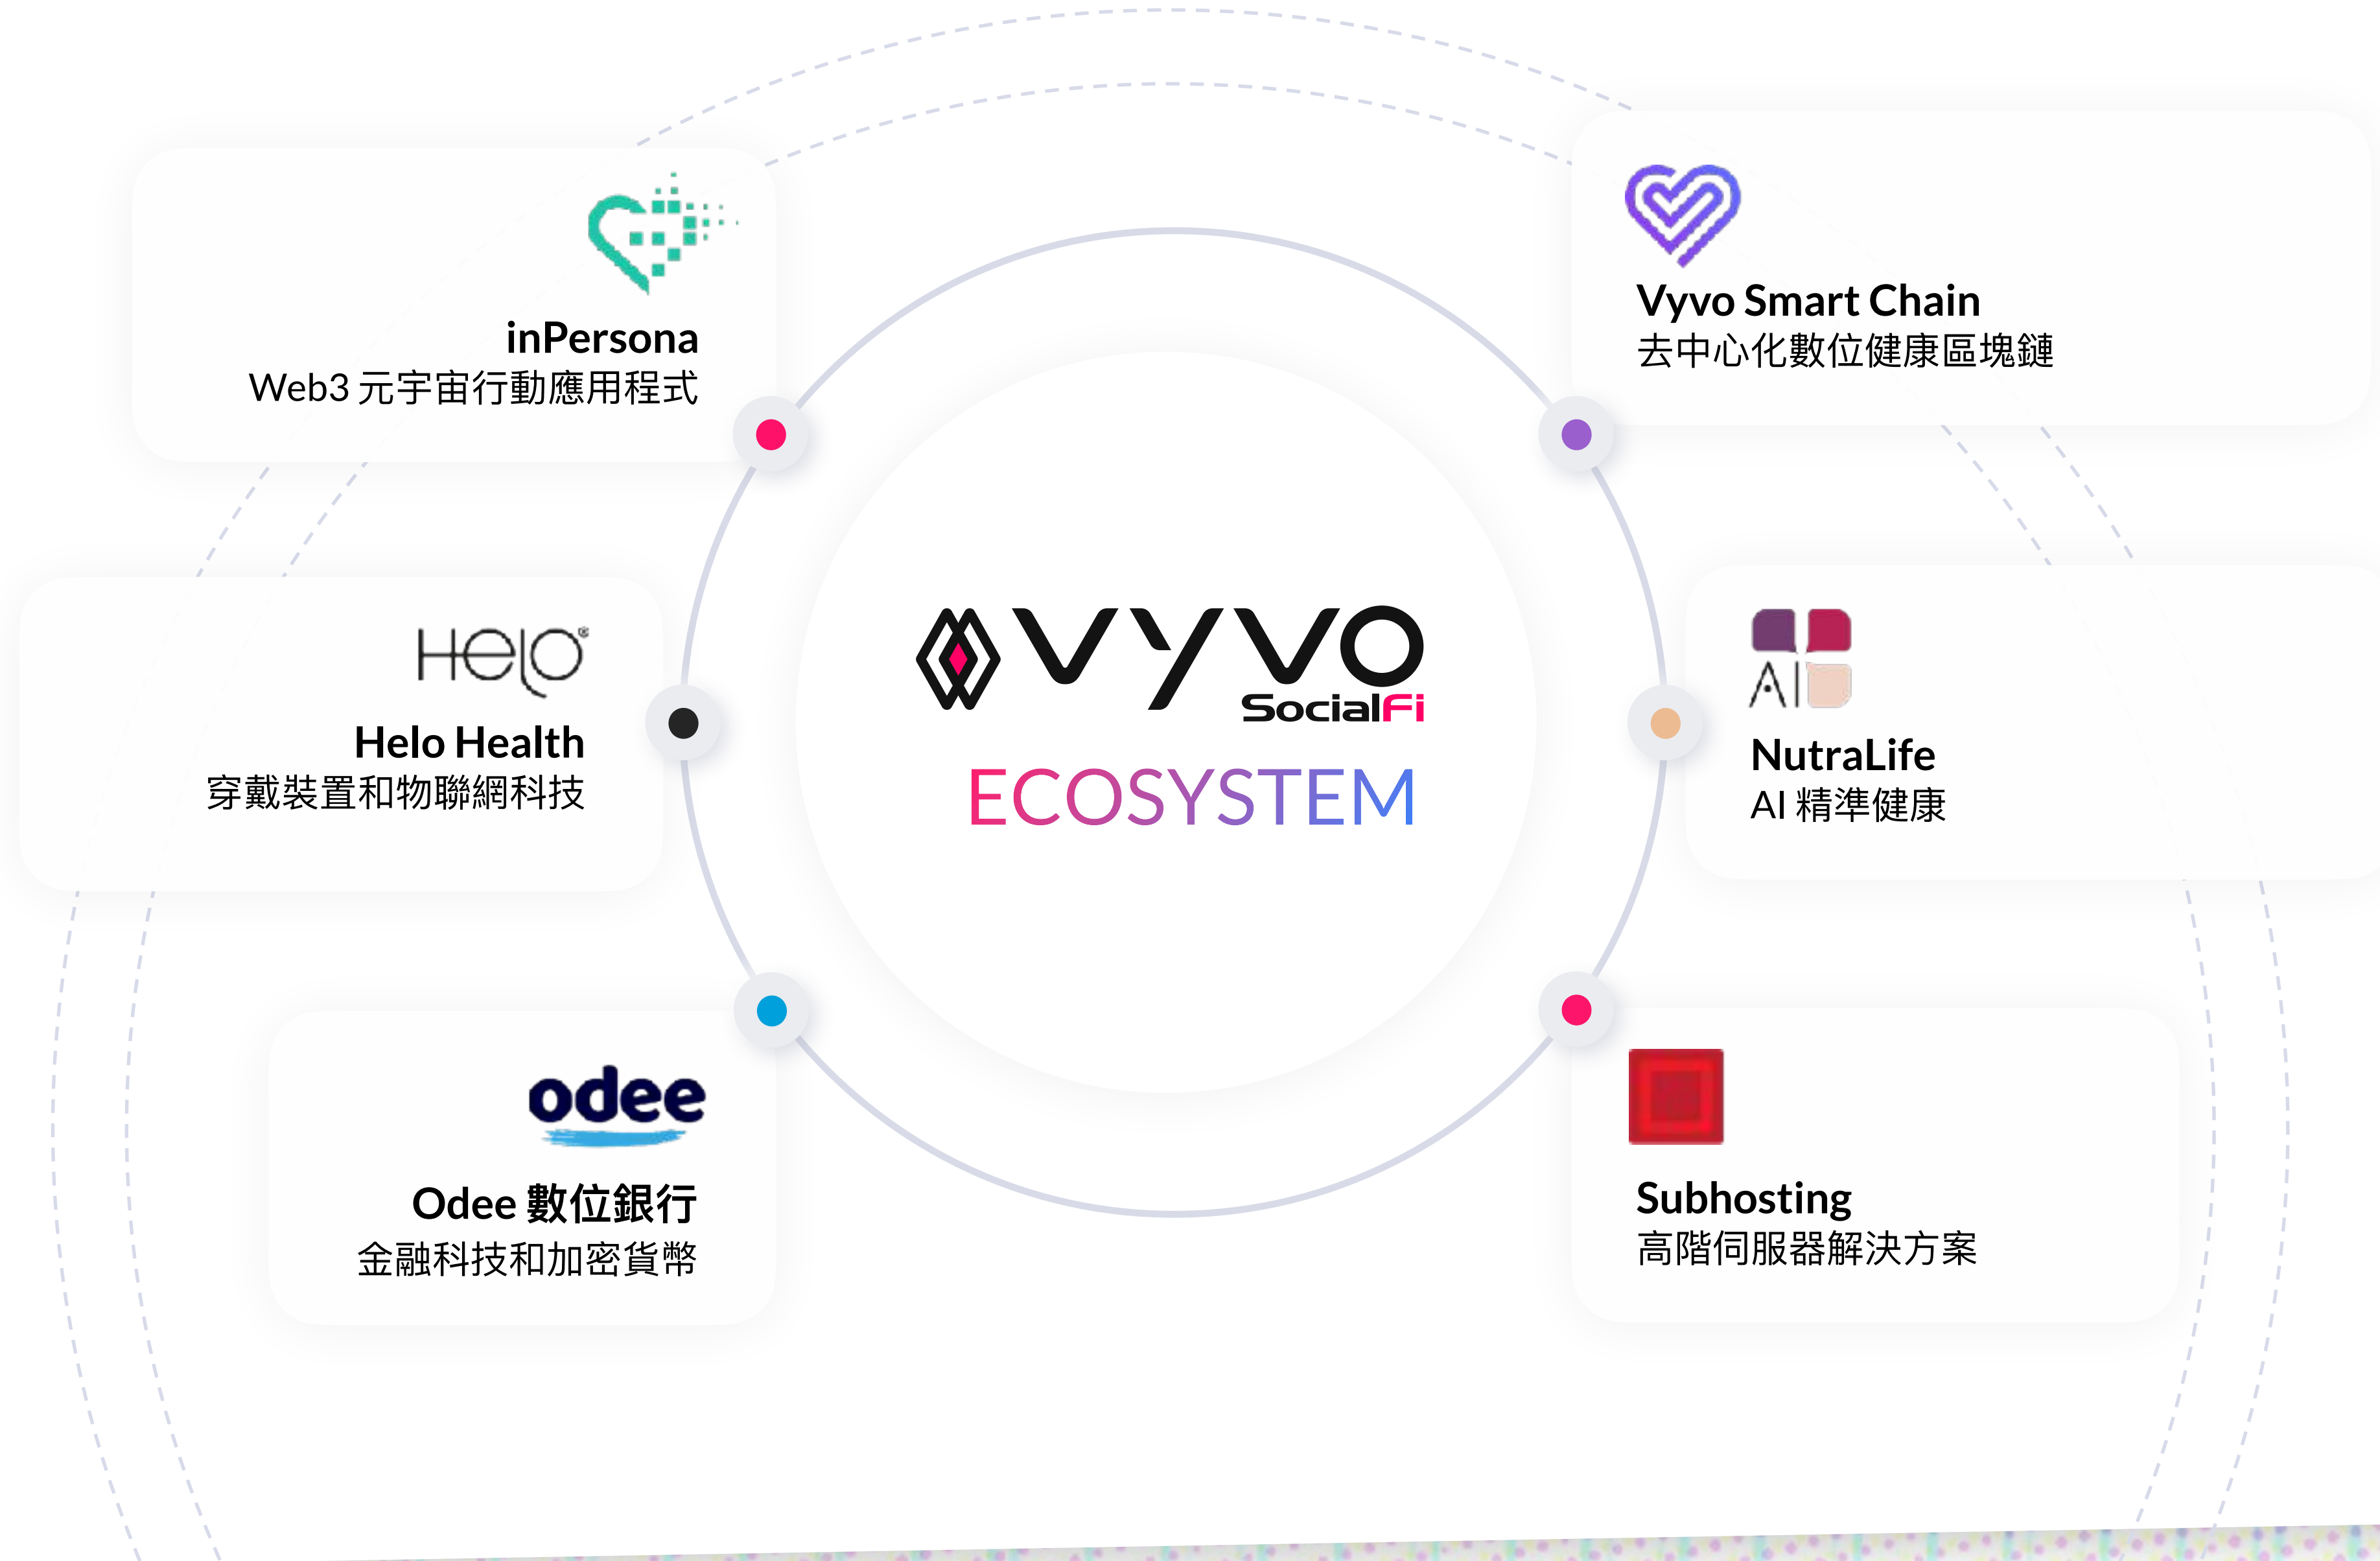 inPersona
Web3 元宇宙行動應用程式
Vyvo Smart Chain
去中心化數位健康區塊鏈
Helo®
Helo Health
穿戴裝置和物聯網科技
VYVO
SocialFi
ECOSYSTEM
AI
NutraLife
AI 精準健康
odee
Odee 數位銀行
金融科技和加密貨幣
Subhosting
高階伺服器解決方案